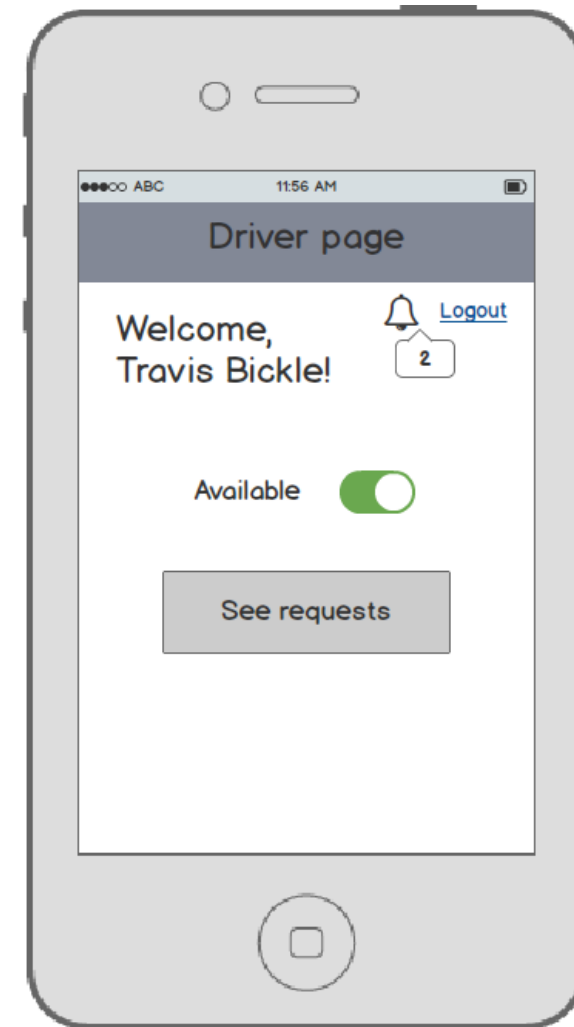 ABC 11:56 AM
Driver page
Logout
Welcome,
Travis Bickle!
2
Available
See requests